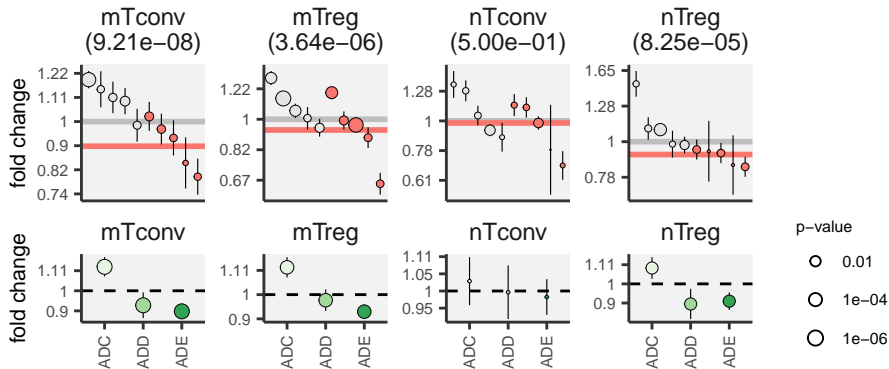 mTconv
(9.21e−08)
mTreg
(3.64e−06)
nTconv
(5.00e−01)
nTreg
(8.25e−05)
fold change
1.22
1.11
1
0.9
0.82
0.74
1.22
1
0.82
0.67
1.28
1
0.78
0.61
1.65
1.28
1
0.78
mTconv
mTreg
nTconv
nTreg
fold change
1.11
1
0.9
1.11
1
0.9
1.11
1.05
1
0.95
1.11
1
0.9
ADC
ADD
ADE
ADC
ADD
ADE
ADC
ADD
ADE
ADC
ADD
ADE
p−value
0.01
1e−04
1e−06